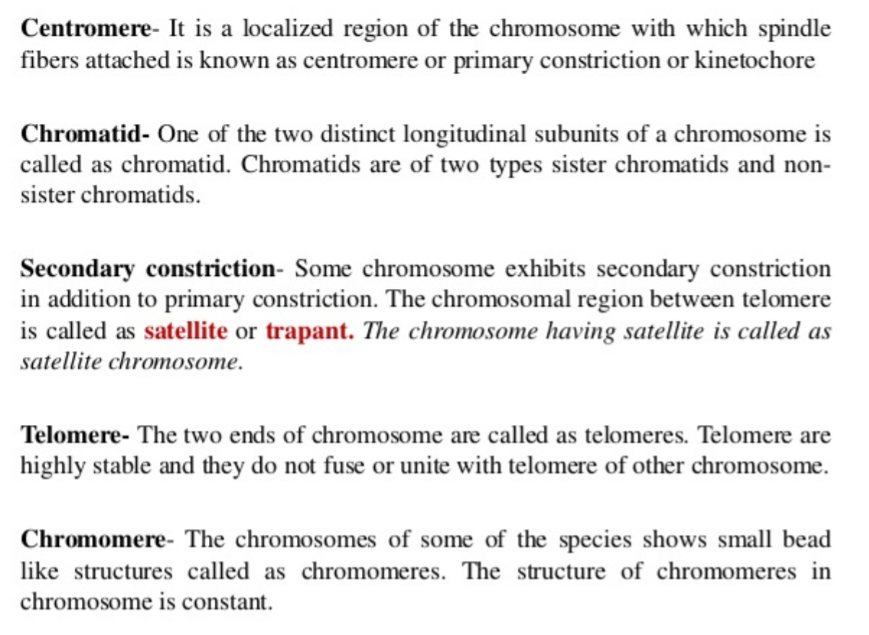 Centromere- It is a localized region of the chromosome with which spindle
fibers attached is known as centromere or primary constriction or kinetochore
Chromatid- One of the two distinct longitudinal subunits of a chromosome is
called as chromatid. Chromatids are of two types sister chromatids and non-
sister chromatids.
Secondary constriction- Some chromosome exhibits secondary constriction
in addition to primary constriction. The chromosomal region between telomere
is called as satellite or trapant. The chromosome having satellite is called as
satellite chromosome.
Telomere- The two ends of chromosome are called as telomeres. Telomere are
highly stable and they do not fuse or unite with telomere of other chromosome.
Chromomere- The chromosomes of some of the species shows small bead
like structures called as chromomeres. The structure of chromomeres in
chromosome is constant.